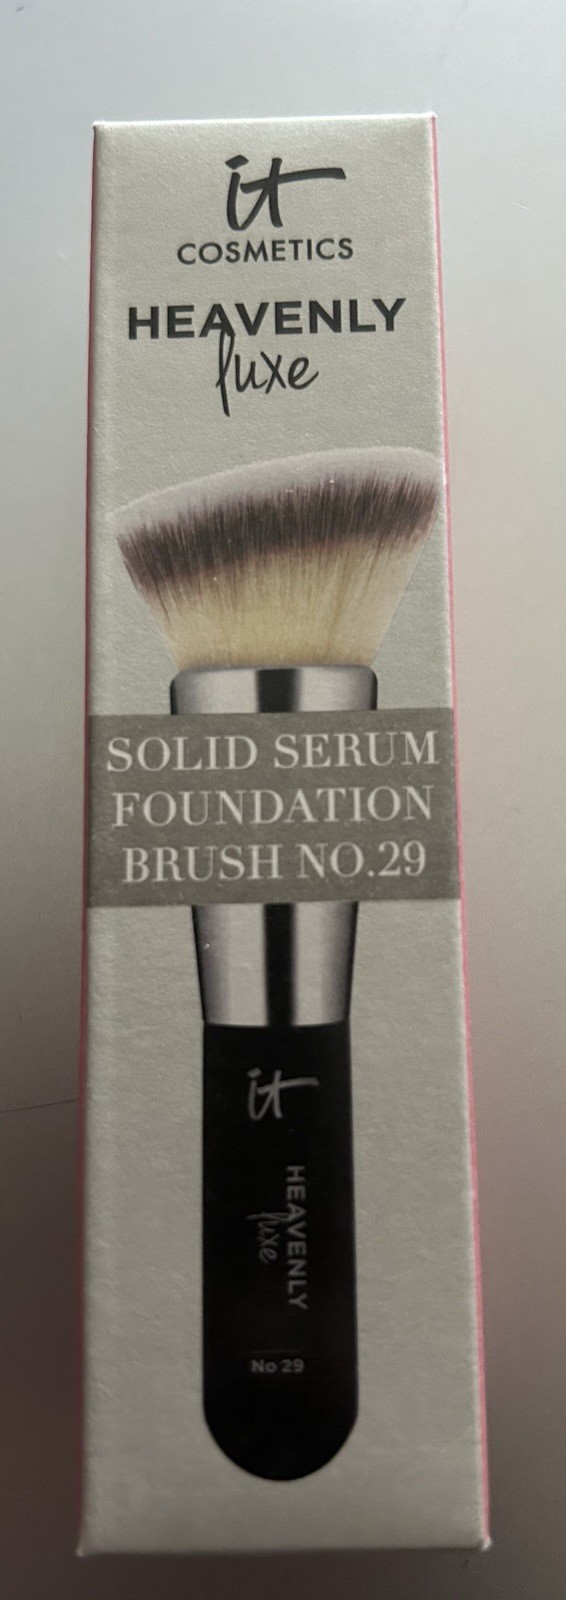 it
COSMETICS
HEAVENLY
luxe
SOLID SERUM
FOUNDATION
BRUSH NO.29
it
HEAVENLY
luxe
No 29